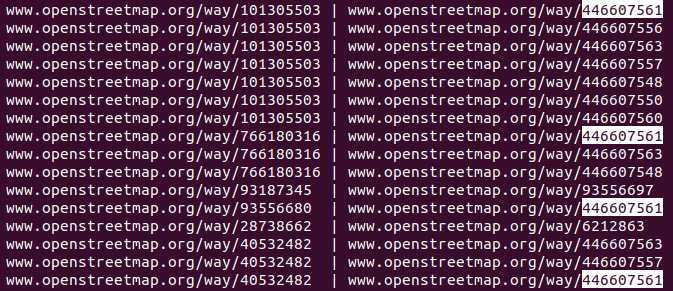 www.openstreetmap.org/way/101305503 | www.openstreetmap.org/way/446607561
www.openstreetmap.org/way/101305503 | www.openstreetmap.org/way/446607556
www.openstreetmap.org/way/101305503 | www.openstreetmap.org/way/446607563
www.openstreetmap.org/way/101305503 | www.openstreetmap.org/way/446607557
www.openstreetmap.org/way/101305503 | www.openstreetmap.org/way/446607548
www.openstreetmap.org/way/101305503 | www.openstreetmap.org/way/446607550
www.openstreetmap.org/way/101305503 | www.openstreetmap.org/way/446607560
www.openstreetmap.org/way/766180316 | www.openstreetmap.org/way/446607561
www.openstreetmap.org/way/766180316 | www.openstreetmap.org/way/446607563
www.openstreetmap.org/way/766180316 | www.openstreetmap.org/way/446607548
www.openstreetmap.org/way/93187345 | www.openstreetmap.org/way/93556697
www.openstreetmap.org/way/93556680 | www.openstreetmap.org/way/446607561
www.openstreetmap.org/way/28738662 | www.openstreetmap.org/way/6212863
www.openstreetmap.org/way/40532482 | www.openstreetmap.org/way/446607563
www.openstreetmap.org/way/40532482 | www.openstreetmap.org/way/446607557
www.openstreetmap.org/way/40532482 | www.openstreetmap.org/way/446607561